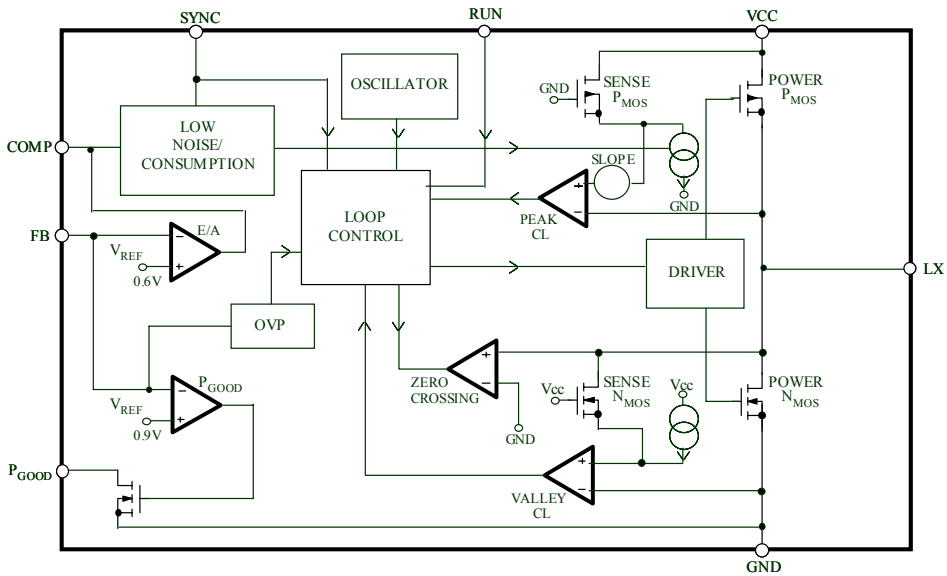 SYNC
RUN
VCC
OSCILLATOR
GND
SENSE
PMOS
POWER
PMOS
LOW
NOISE/
CONSUMPTION
COMP
SLOPE
GND
PEAK
CL
LOOP
CONTROL
E/A
FB
VREF
0.6V
DRIVER
LX
OVP
ZERO
CROSSING
GND
Vcc
SENSE
NMOS
Vcc
POWER
NMOS
PGOOD
VREF
0.9V
PGOOD
VALLEY
CL
GND